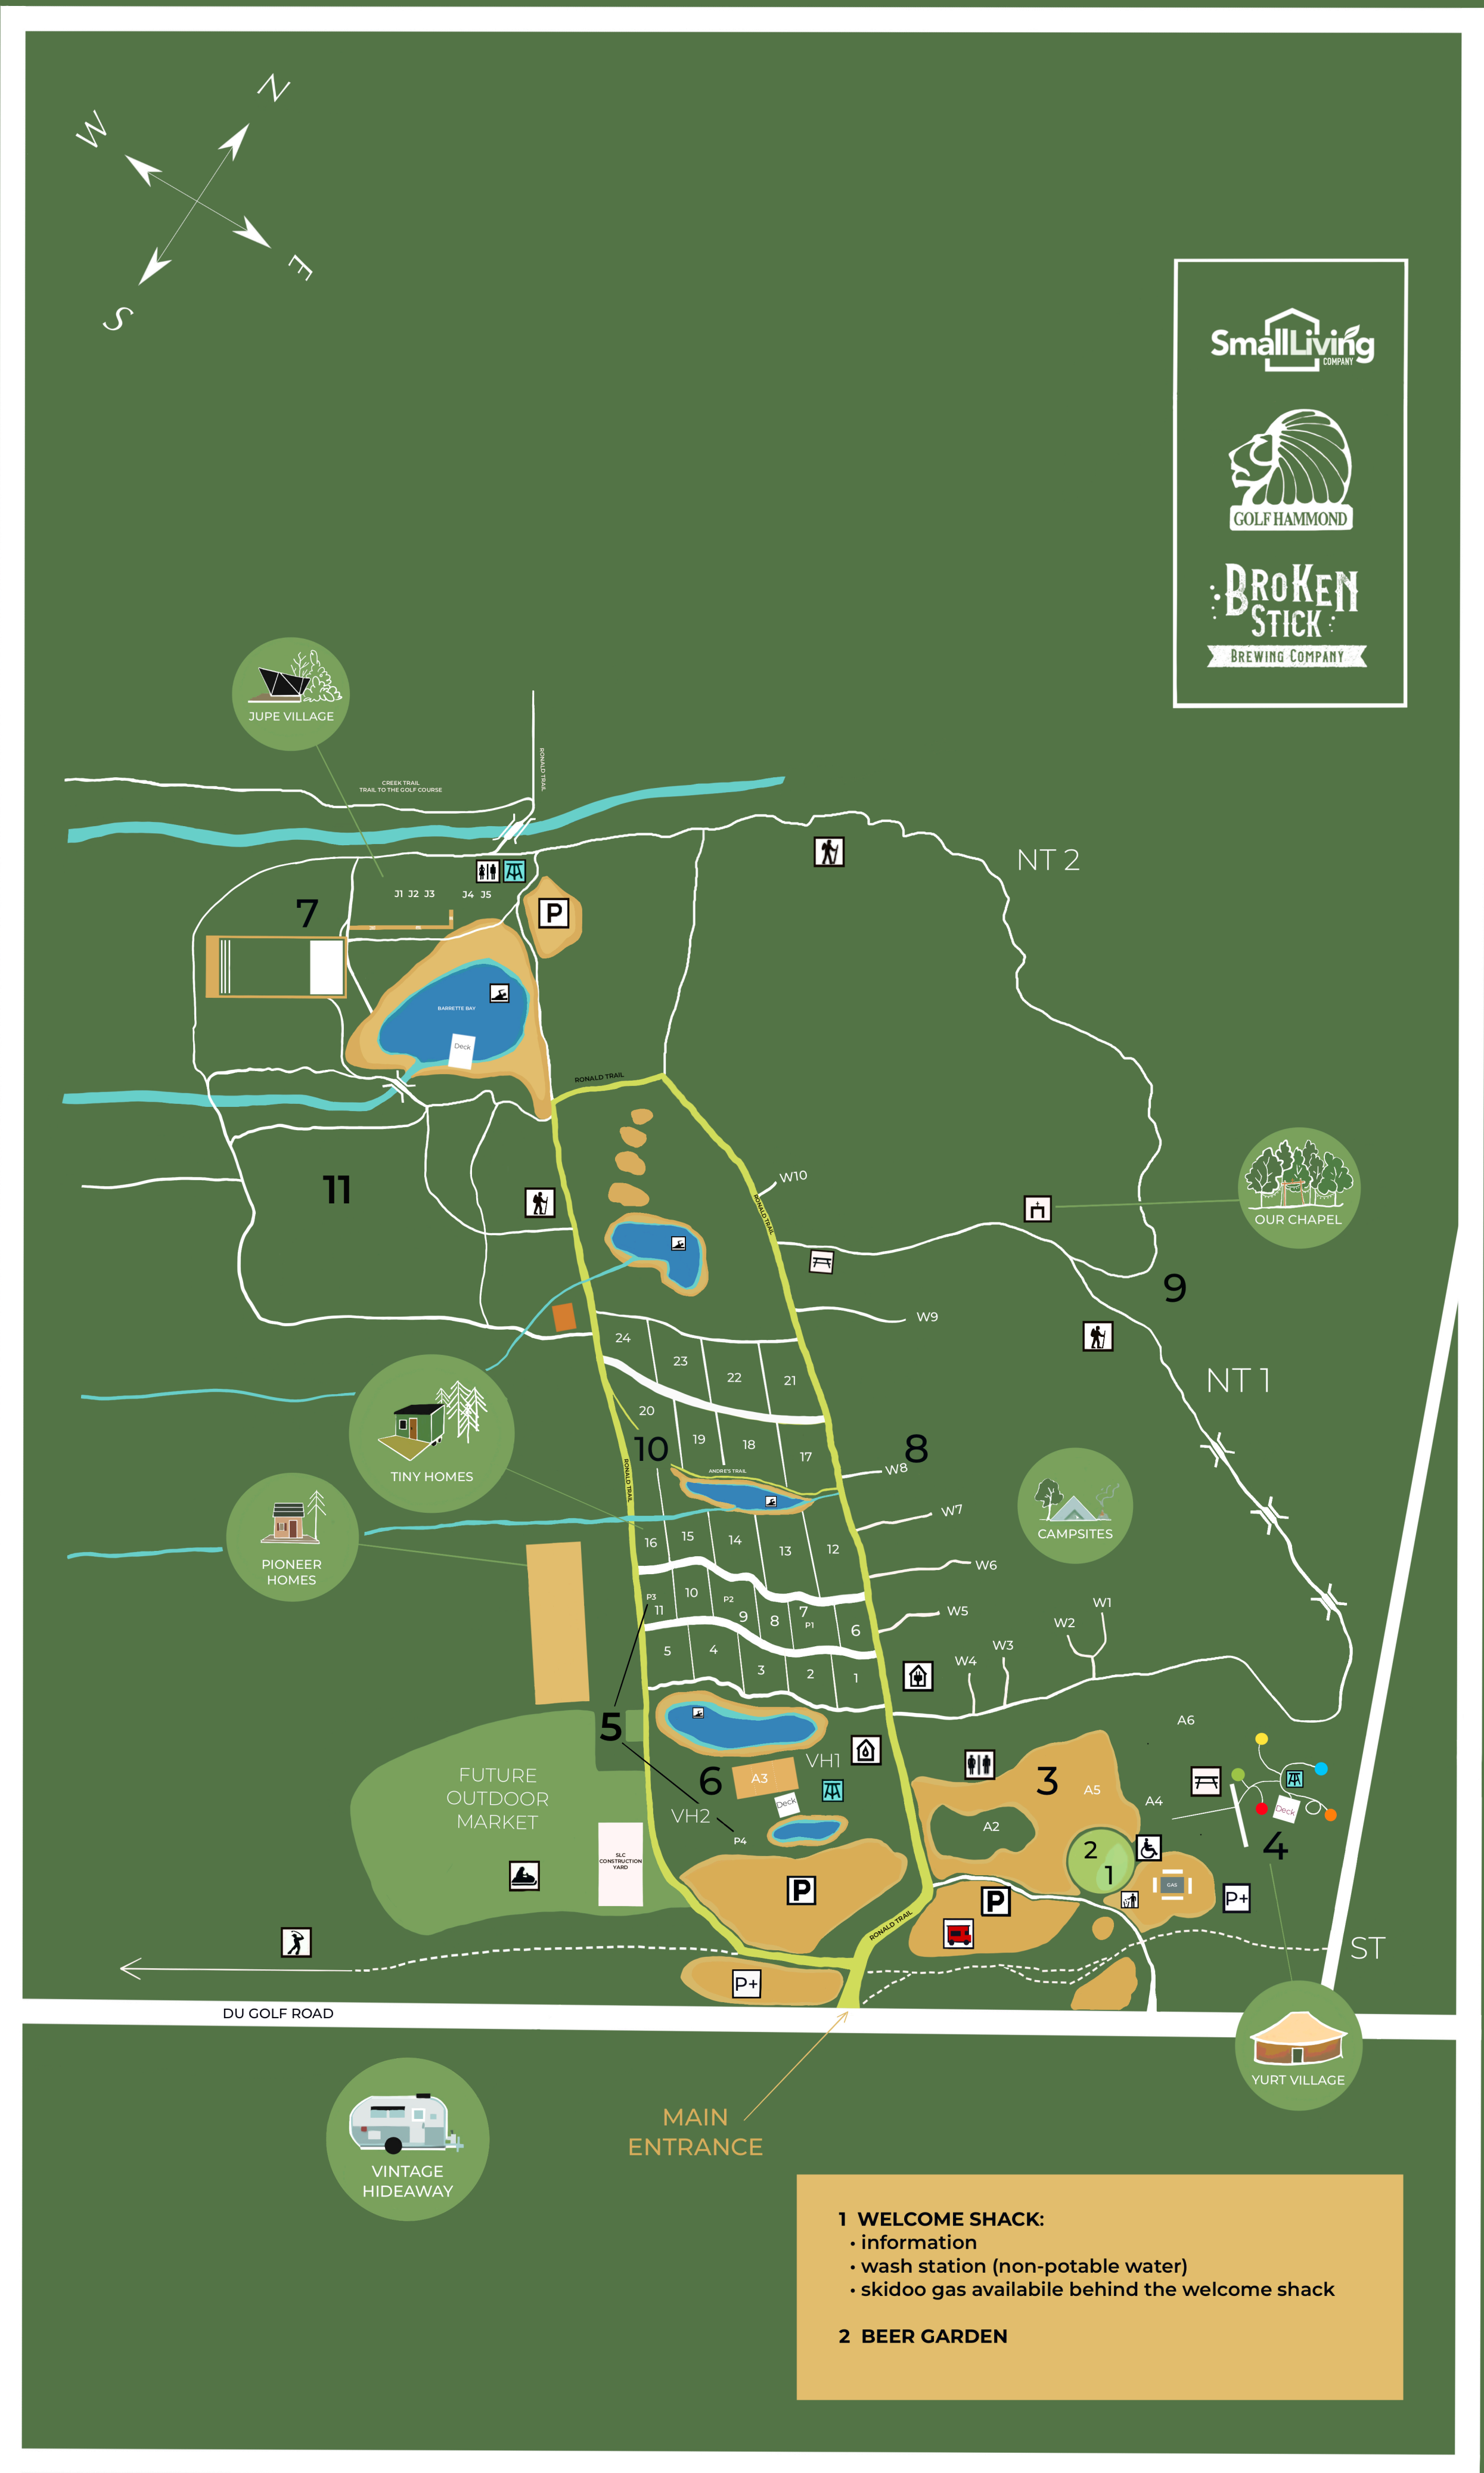 N
W
E
S
SmallLiving
COMPANY
GOLF HAMMOND
BROKEN
STICK
BREWING COMPANY
JUPE VILLAGE
RONALD TRAIL
CREEK TRAIL
TRAIL TO THE GOLF COURSE
NT 2
J1 J2 J3 J4 J5
7
P
BARRETTE BAY
Deck
RONALD TRAIL
11
W10
RONALD TRAIL
OUR CHAPEL
9
W9
24
23
22
21
NT 1
20
19
18
17
10
8
W8
ANDRE'S TRAIL
RONALD TRAIL
TINY HOMES
W7
CAMPSITES
PIONEER
HOMES
16
15
14
13
12
W6
P3
11
10
P2
9
8
7
P1
6
W5
W1
W2
W3
W4
5
4
3
2
1
5
A6
FUTURE
OUTDOOR
MARKET
6
A3
VH1
Deck
VH2
P4
3
A5
A4
A2
Deck
4
2
1
SLC
CONSTRUCTION
YARD
P
P
GAS
P+
RONALD TRAIL
ST
P+
DU GOLF ROAD
YURT VILLAGE
MAIN
ENTRANCE
VINTAGE
HIDEAWAY
1 WELCOME SHACK:
• information
• wash station (non-potable water)
• skidoo gas availabile behind the welcome shack
2 BEER GARDEN